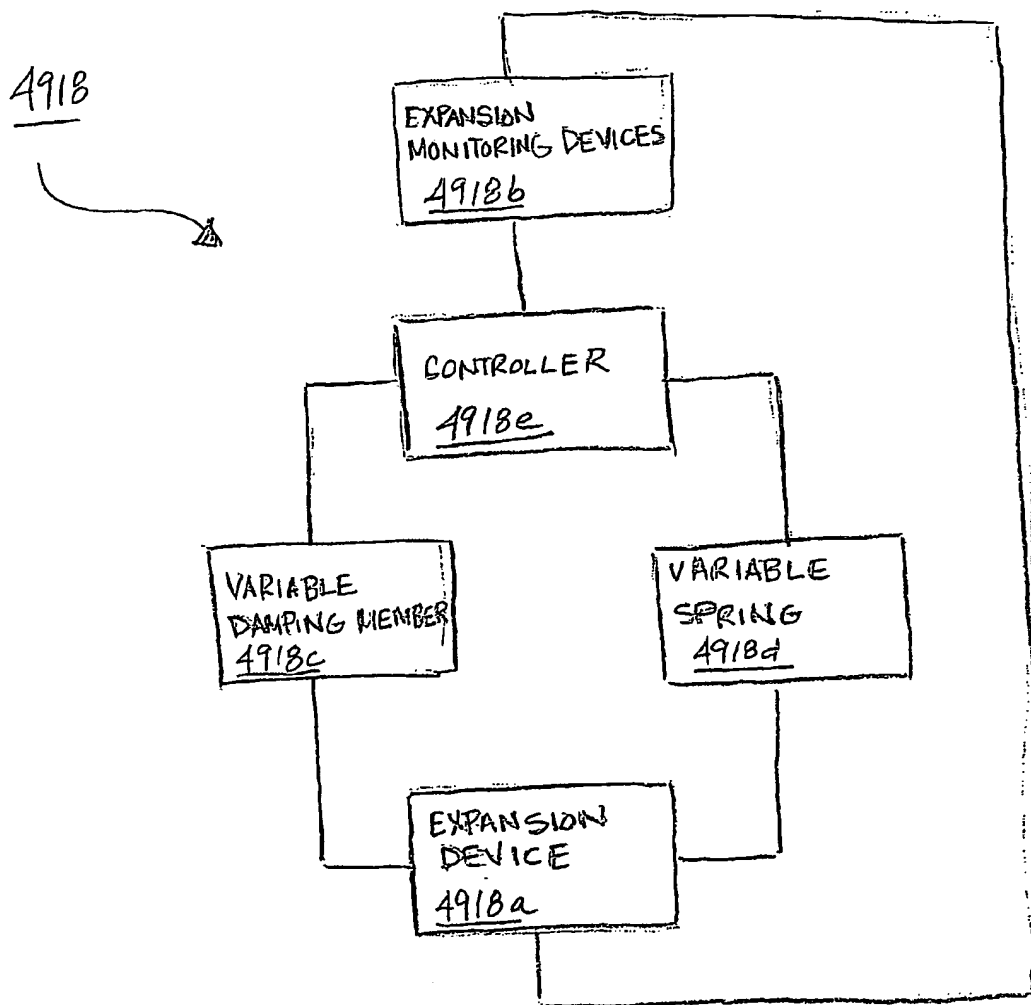 4918
EXPANSION
MONITORING DEVICES
4918b
CONTROLLER
4918e
VARIABLE
DAMPING MEMBER
4918c
VARIABLE
SPRING
4918d
EXPANSION
DEVICE
4918a